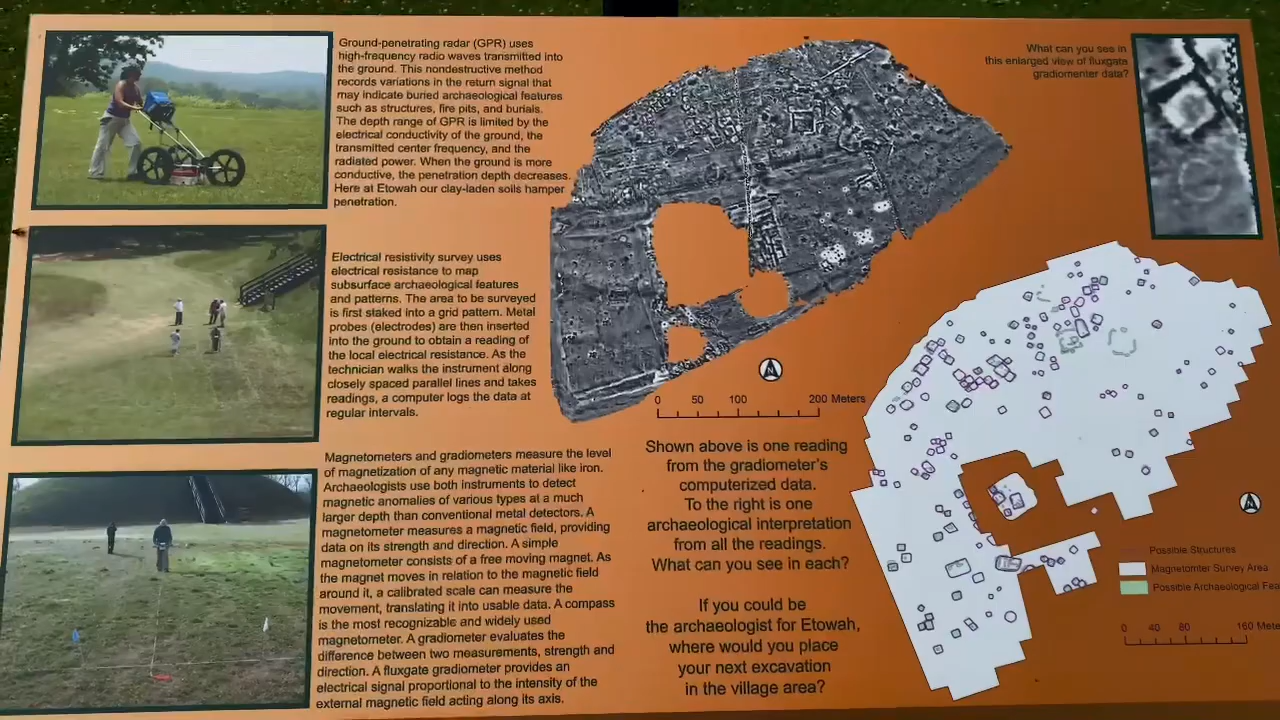 Ground-penetrating radar (GPR) uses
high-frequency radio waves transmitted into
the ground. This nondestructive method
records variations in the return signal that
may indicate buried archaeological features
such as structures, fire pits, and burials.
The depth range of GPR is limited by the
electrical conductivity of the ground, the
transmitted center frequency, and the
radiated power. When the ground is more
conductive, the penetration depth decreases.
Here at Etowah our clay-laden soils hamper
penetration.
Electrical resistivity survey uses
electrical resistance to map
subsurface archaeological features
and patterns. The area to be surveyed
is first staked into a grid pattern. Metal
probes (electrodes) are then inserted
into the ground to obtain a reading of
the local electrical resistance. As the
technician walks the instrument along
closely spaced parallel lines and takes
readings, a computer logs the data at
regular intervals.
Magnetometers and gradiometers measure the level
of magnetization of any magnetic material like iron.
Archaeologists use both instruments to detect
magnetic anomalies of various types at a much
larger depth than conventional metal detectors. A
magnetometer measures a magnetic field, providing
data on its strength and direction. A simple
magnetometer consists of a free moving magnet. As
the magnet moves in relation to the magnetic field
around it, a calibrated scale can measure the
movement, translating it into usable data. A compass
is the most recognizable and widely used
magnetometer. A gradiometer evaluates the
difference between two measurements, strength and
direction. A fluxgate gradiometer provides an
electrical signal proportional to the intensity of the
external magnetic field acting along its axis.
N
0 50 100 200 Meters
Shown above is one reading
from the gradiometer's
computerized data.
To the right is one
archaeological interpretation
from all the readings.
What can you see in each?
If you could be
the archaeologist for Etowah,
where would you place
your next excavation
in the village area?
What can you see in
this enlarged view of fluxgate
gradiomenter data?
N
Possible Structures
Magnetomter Survey Area
Possible Archaeological Fea
0 40 80 160 Me